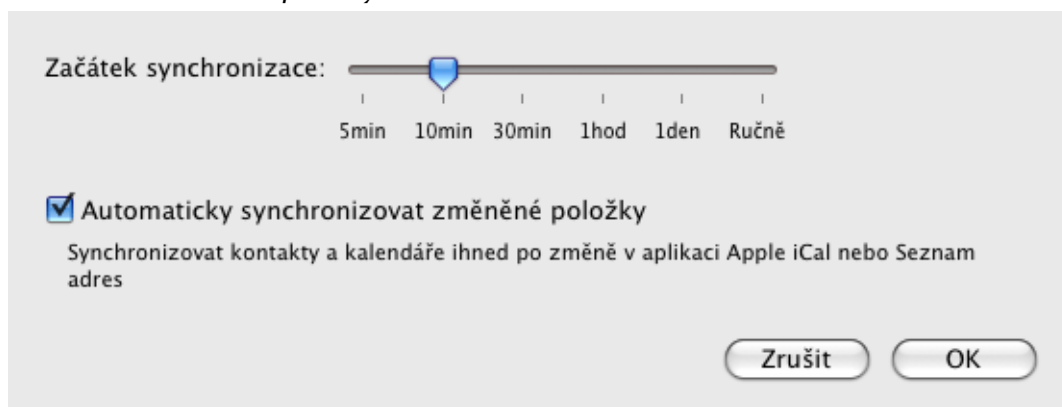 Začátek synchronizace:
5min 10min 30min 1hod 1den Ručně
Automaticky synchronizovat změněné položky
Synchronizovat kontakty a kalendáře ihned po změně v aplikaci Apple iCal nebo Seznam
adres
Zrušit OK